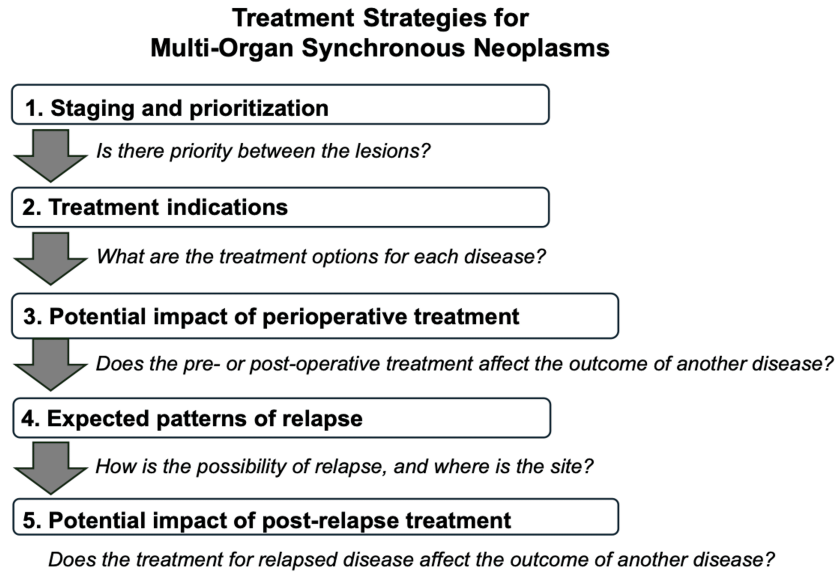 Treatment Strategies for
Multi-Organ Synchronous Neoplasms
1. Staging and prioritization
Is there priority between the lesions?
2. Treatment indications
What are the treatment options for each disease?
3. Potential impact of perioperative treatment
Does the pre- or post-operative treatment affect the outcome of another disease?
4. Expected patterns of relapse
How is the possibility of relapse, and where is the site?
5. Potential impact of post-relapse treatment
Does the treatment for relapsed disease affect the outcome of another disease?